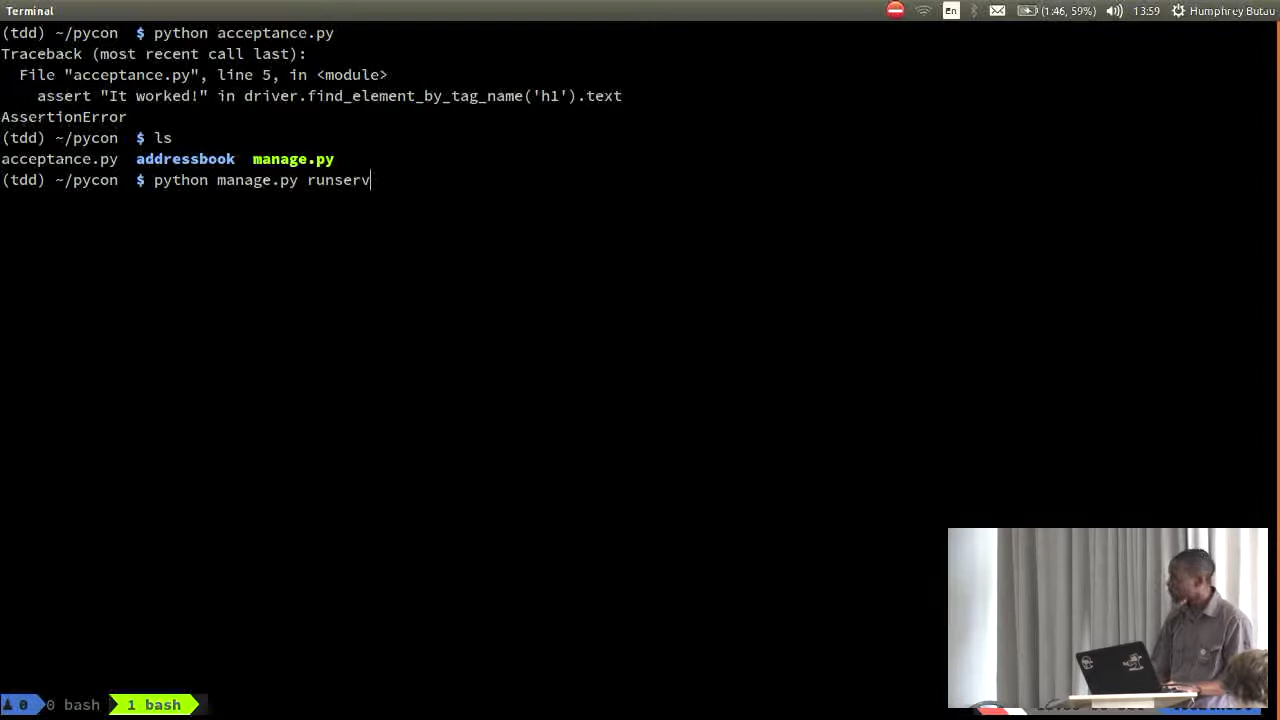 Terminal
En
(1:46, 59%)
13:59
Humphrey Butau
(tdd) ~/pycon $ python acceptance.py
Traceback (most recent call last):
File "acceptance.py", line 5, in <module>
assert "It worked!" in driver.find_element_by_tag_name('h1').text
AssertionError
(tdd) ~/pycon $ ls
acceptance.py addressbook manage.py
(tdd) ~/pycon $ python manage.py runserv
0 0 bash 1 bash